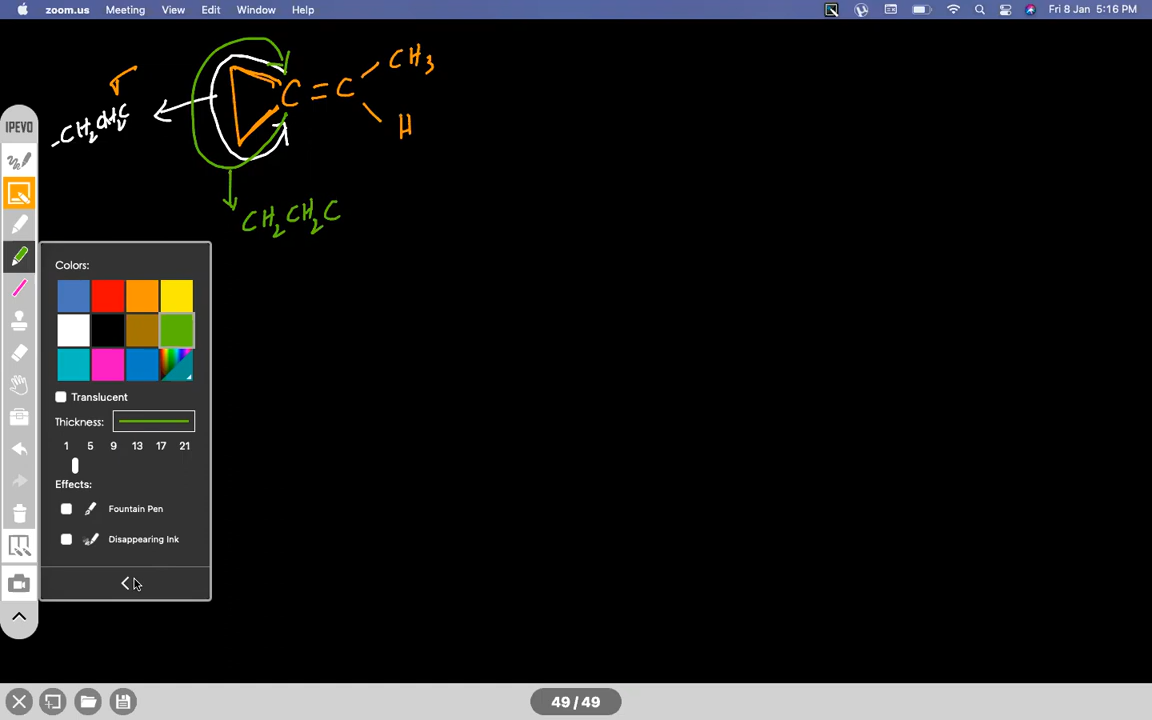 zoom.us Meeting View Edit Window Help Fri 8 Jan 5:16 PM
CH3
C = C
H
-CH2CH2C
CH2CH2C
IPEVO
Colors:
Translucent
Thickness:
1 5 9 13 17 21
Effects:
Fountain Pen
Disappearing Ink
<
49 / 49